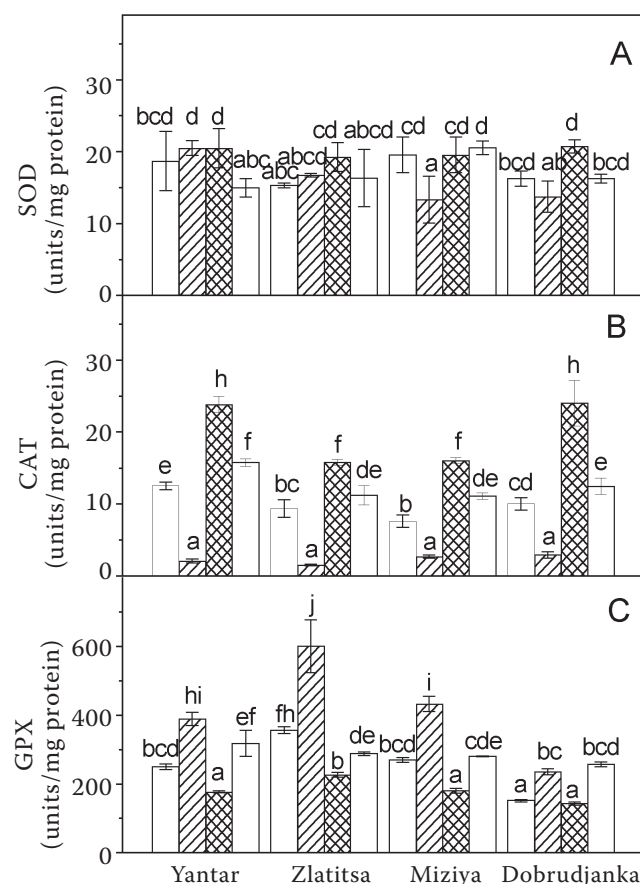 A
SOD
(units/mg protein)
30
20
10
0
bcd d d abc abc abcd cd abcd cd a cd d bcd ab d bcd
B
CAT
(units/mg protein)
30
20
10
0
e a h f bc a f de b a f de cd a h e
C
GPX
(units/mg protein)
600
400
200
0
bcd hi a ef fh j b de bcd i a cde a bc a bcd
Yantar Zlatitsa Miziya Dobrudjanka